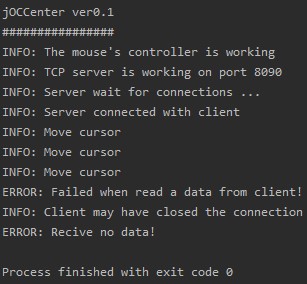 jOCCenter ver0.1
################
INFO: The mouse's controller is working
INFO: TCP server is working on port 8090
INFO: Server wait for connections ...
INFO: Server connected with client
INFO: Move cursor
INFO: Move cursor
INFO: Move cursor
ERROR: Failed when read a data from client!
INFO: Client may have closed the connection
ERROR: Recive no data!
Process finished with exit code 0